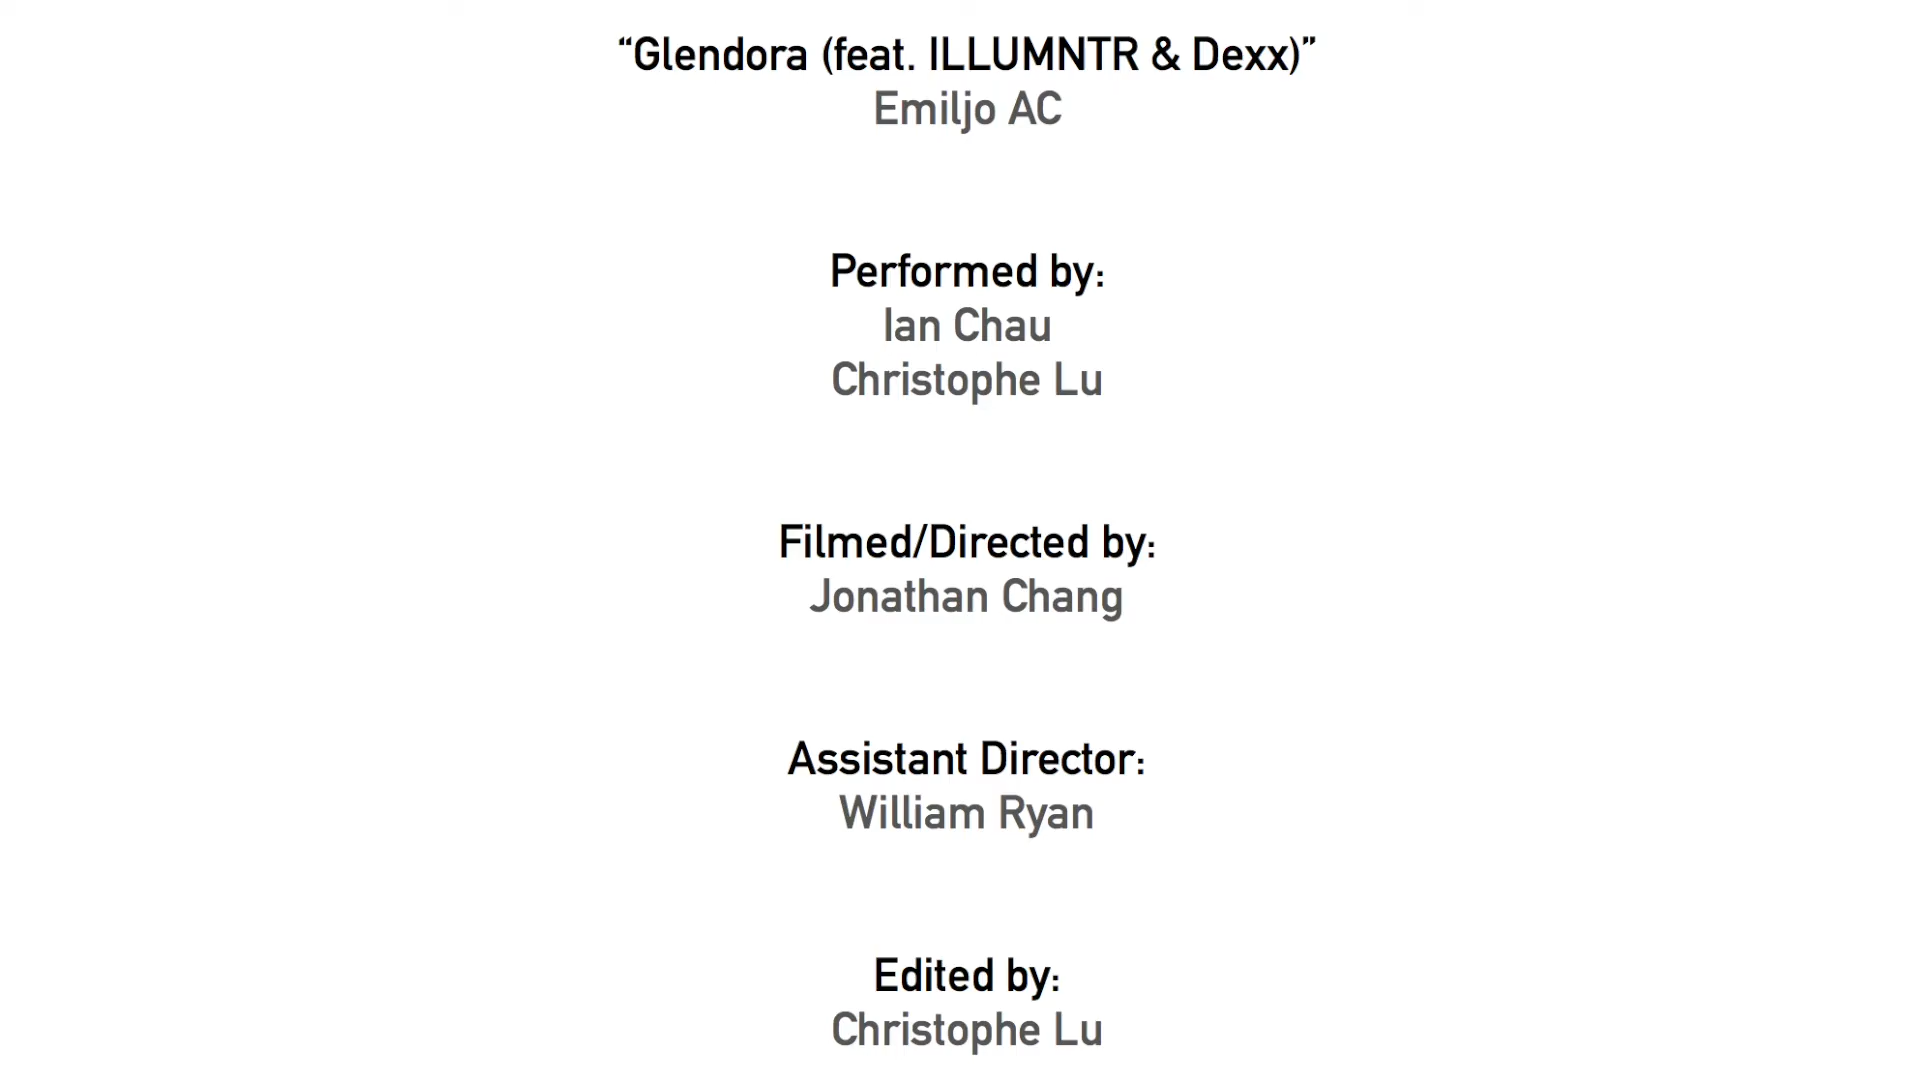 “Glendora (feat. ILLUMNTR & Dexx)”
Emiljo AC
Performed by:
Ian Chau
Christophe Lu
Filmed/Directed by:
Jonathan Chang
Assistant Director:
William Ryan
Edited by:
Christophe Lu